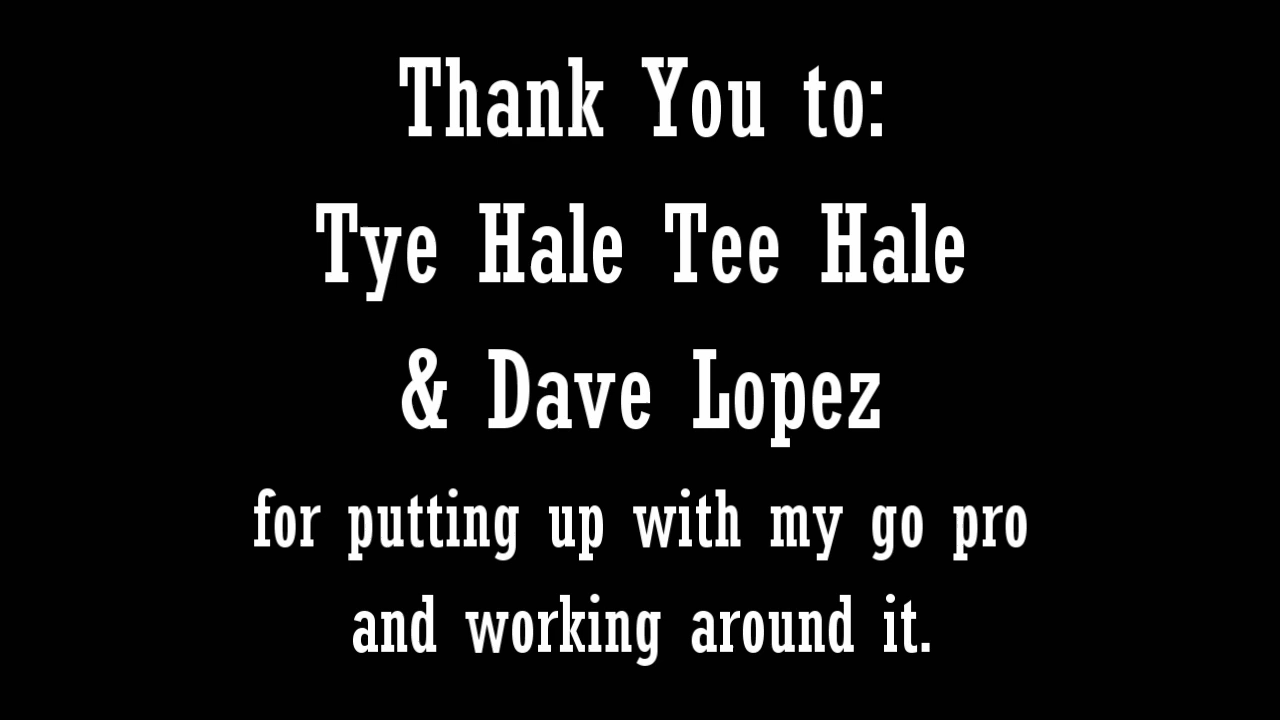 Thank You to:
Tye Hale Tee Hale
& Dave Lopez
for putting up with my go pro
and working around it.